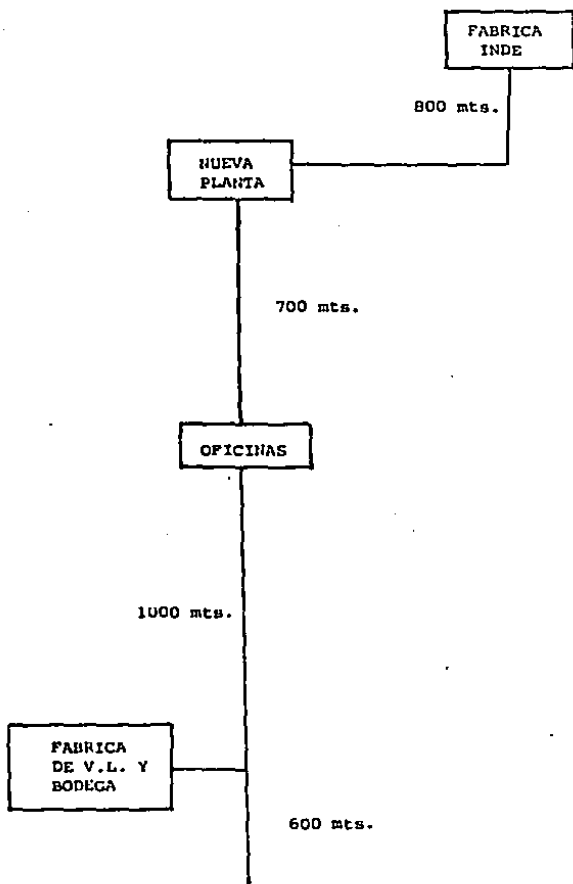 FABRICA
INDE
800 mts.
NUEVA
PLANTA
700 mts.
OFICINAS
1000 mts.
FABRICA
DE V.L. Y
BODEGA
600 mts.